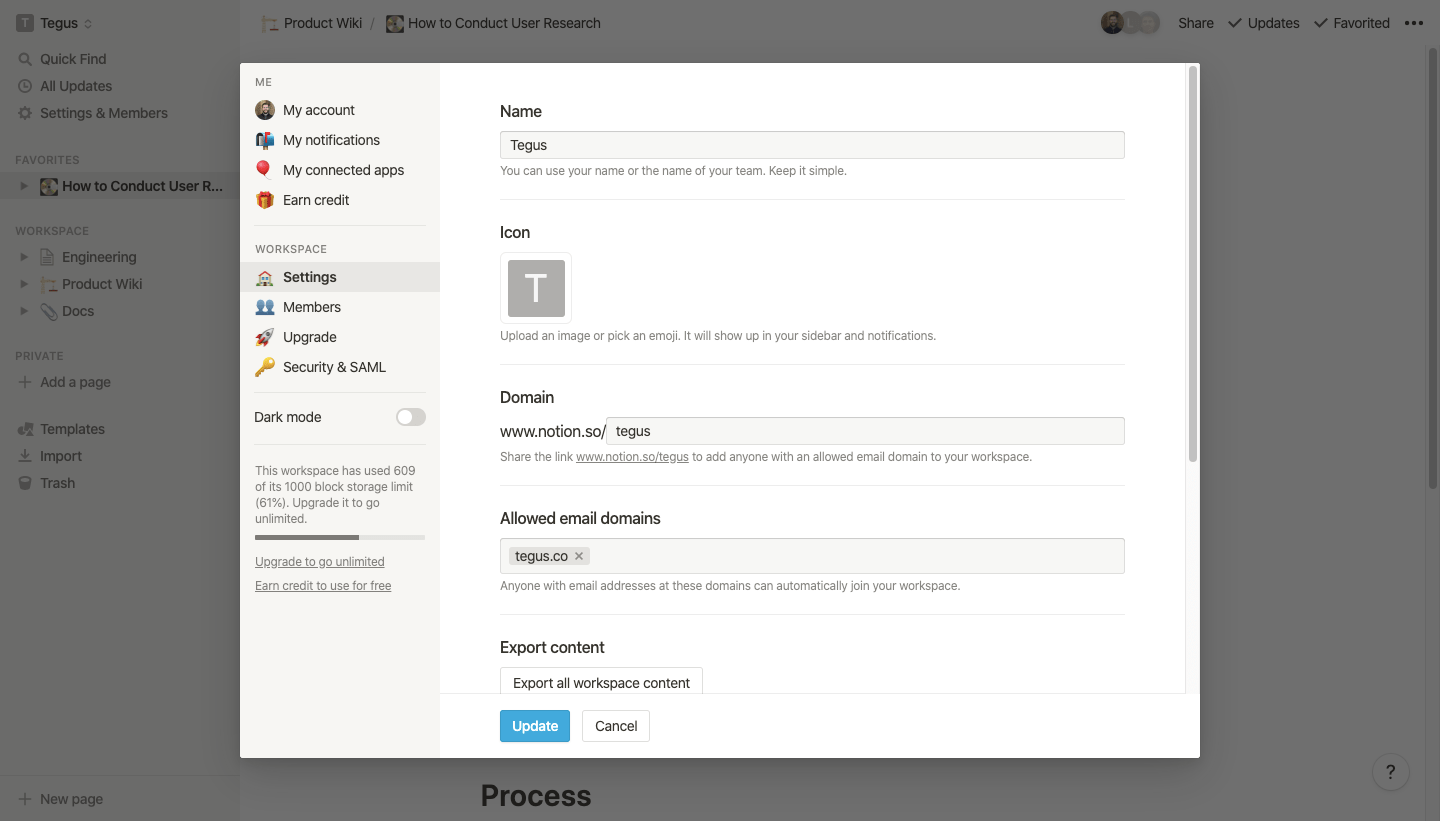 T Tegus
Quick Find
All Updates
Settings & Members
FAVORITES
How to Conduct User R...
WORKSPACE
Engineering
Product Wiki
Docs
PRIVATE
Add a page
Templates
Import
Trash
New page
Product Wiki / How to Conduct User Research
Share Updates Favorited •••
ME
My account
My notifications
My connected apps
Earn credit
WORKSPACE
Settings
Members
Upgrade
Security & SAML
Dark mode
This workspace has used 609
of its 1000 block storage limit
(61%). Upgrade it to go
unlimited.
Upgrade to go unlimited
Earn credit to use for free
Name
Tegus
You can use your name or the name of your team. Keep it simple.
Icon
T
Upload an image or pick an emoji. It will show up in your sidebar and notifications.
Domain
www.notion.so/ tegus
Share the link www.notion.so/tegus to add anyone with an allowed email domain to your workspace.
Allowed email domains
tegus.co ×
Anyone with email addresses at these domains can automatically join your workspace.
Export content
Export all workspace content
Update Cancel
Process
?